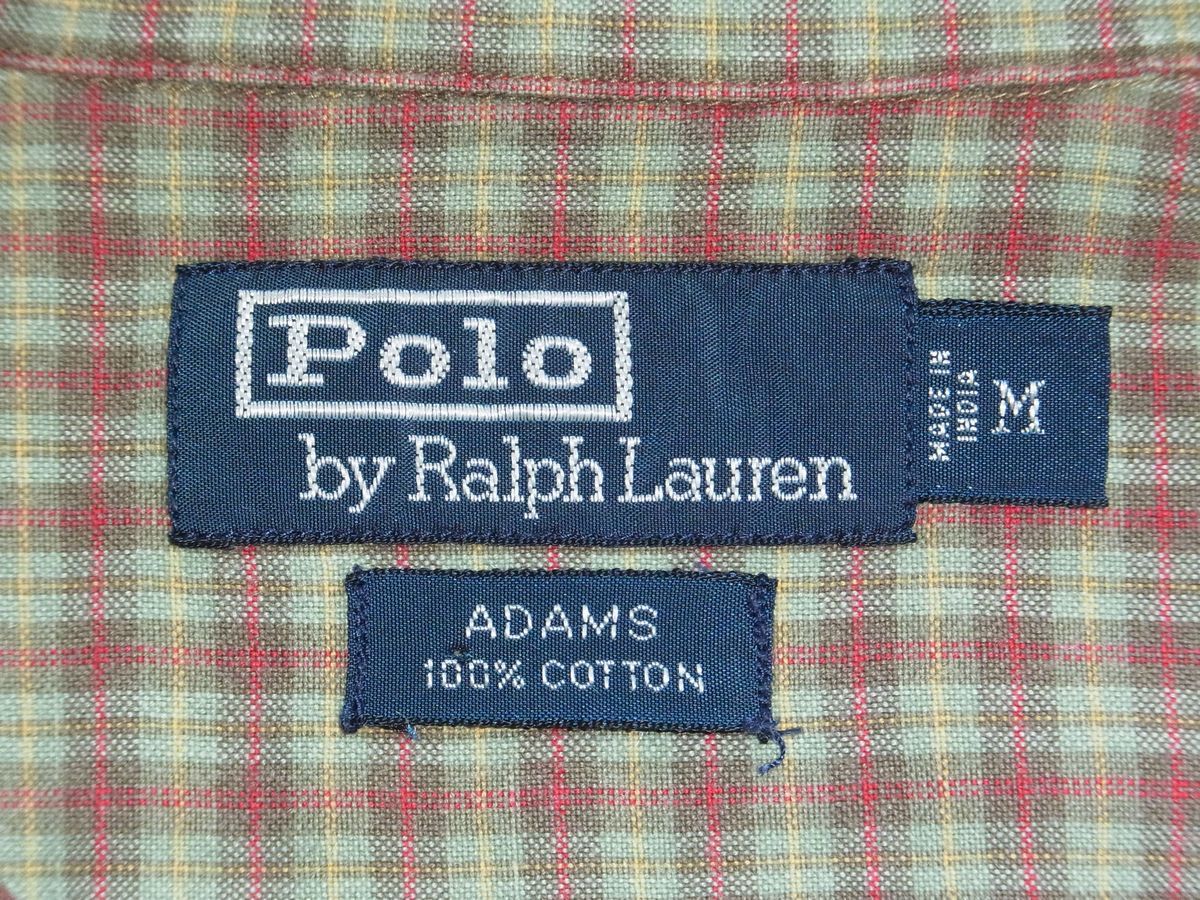 Polo
by Ralph Lauren
MADE IN
INDIA
M
ADAMS
100% COTTON